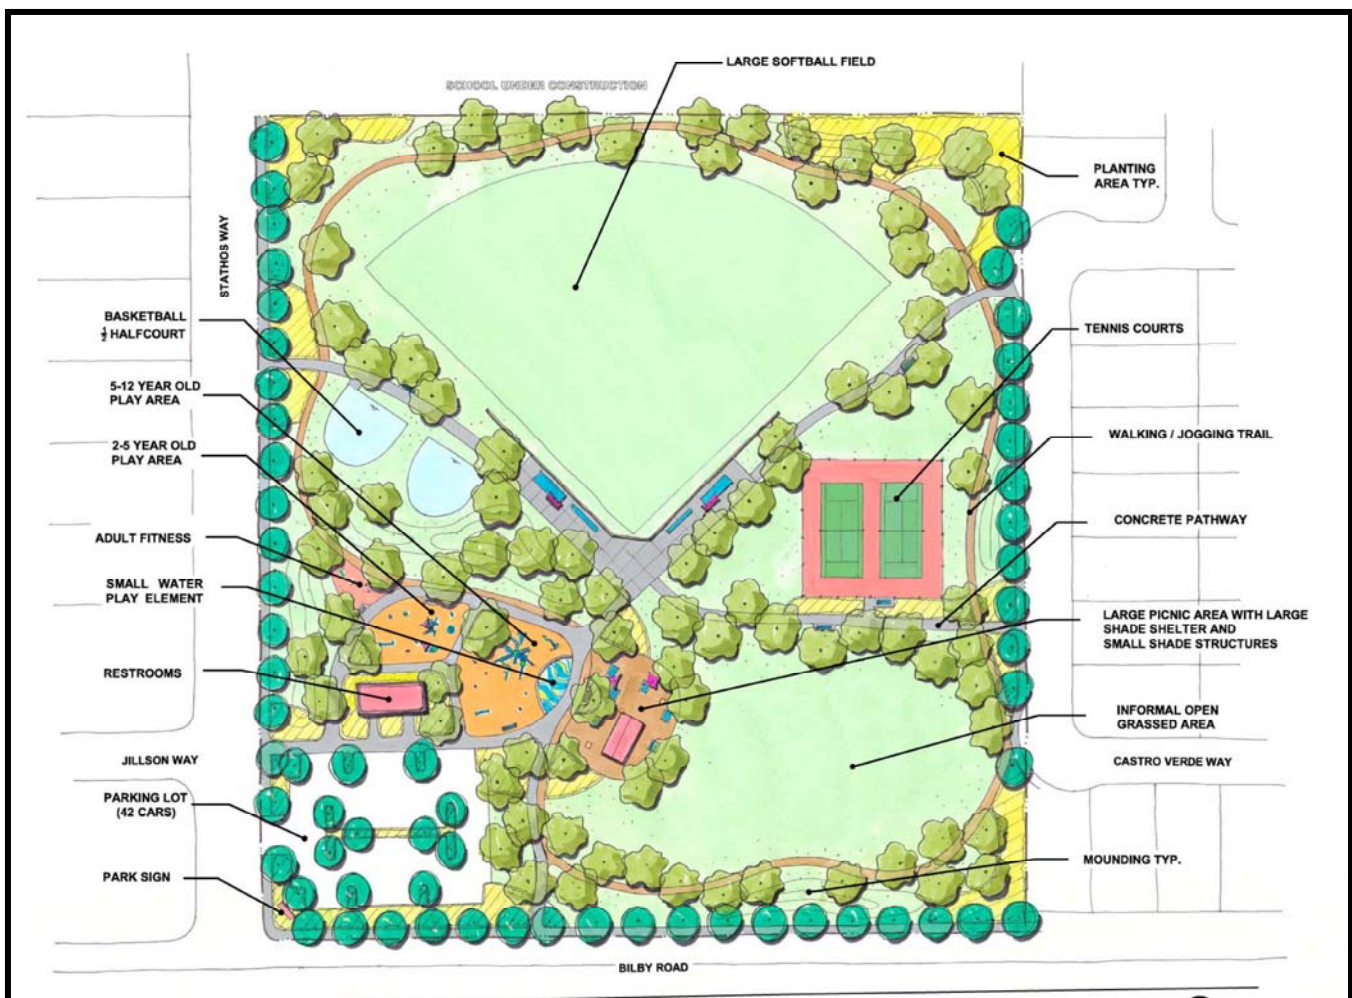 LARGE SOFTBALL FIELD
SCHOOL UNDER CONSTRUCTION
PLANTING
AREA TYP.
STATHOS WAY
BASKETBALL
½ HALFCOURT
TENNIS COURTS
5-12 YEAR OLD
PLAY AREA
2-5 YEAR OLD
PLAY AREA
WALKING / JOGGING TRAIL
ADULT FITNESS
CONCRETE PATHWAY
SMALL WATER
PLAY ELEMENT
LARGE PICNIC AREA WITH LARGE
SHADE SHELTER AND
SMALL SHADE STRUCTURES
RESTROOMS
INFORMAL OPEN
GRASSED AREA
JILLSON WAY
CASTRO VERDE WAY
PARKING LOT
(42 CARS)
MOUNDING TYP.
PARK SIGN
BILBY ROAD